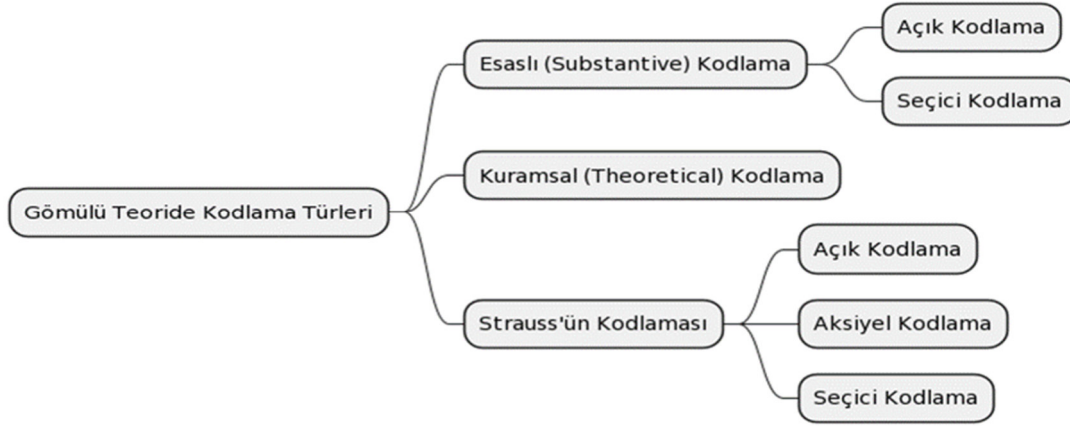 Gömülü Teoride Kodlama Türleri
Esaslı (Substantive) Kodlama
Açık Kodlama
Seçici Kodlama
Kuramsal (Theoretical) Kodlama
Strauss'ün Kodlaması
Açık Kodlama
Aksiyel Kodlama
Seçici Kodlama